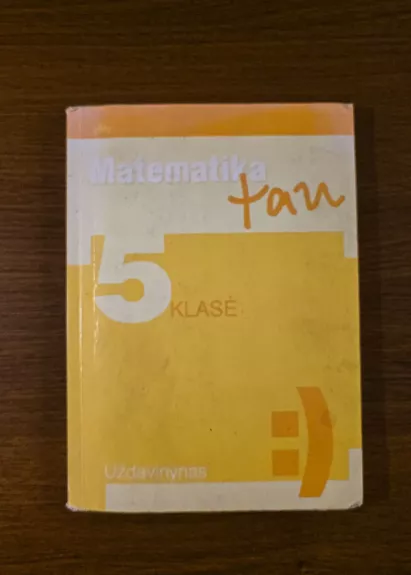 Matematika
tau
5
KLASĖ
:)
Uždavinynas